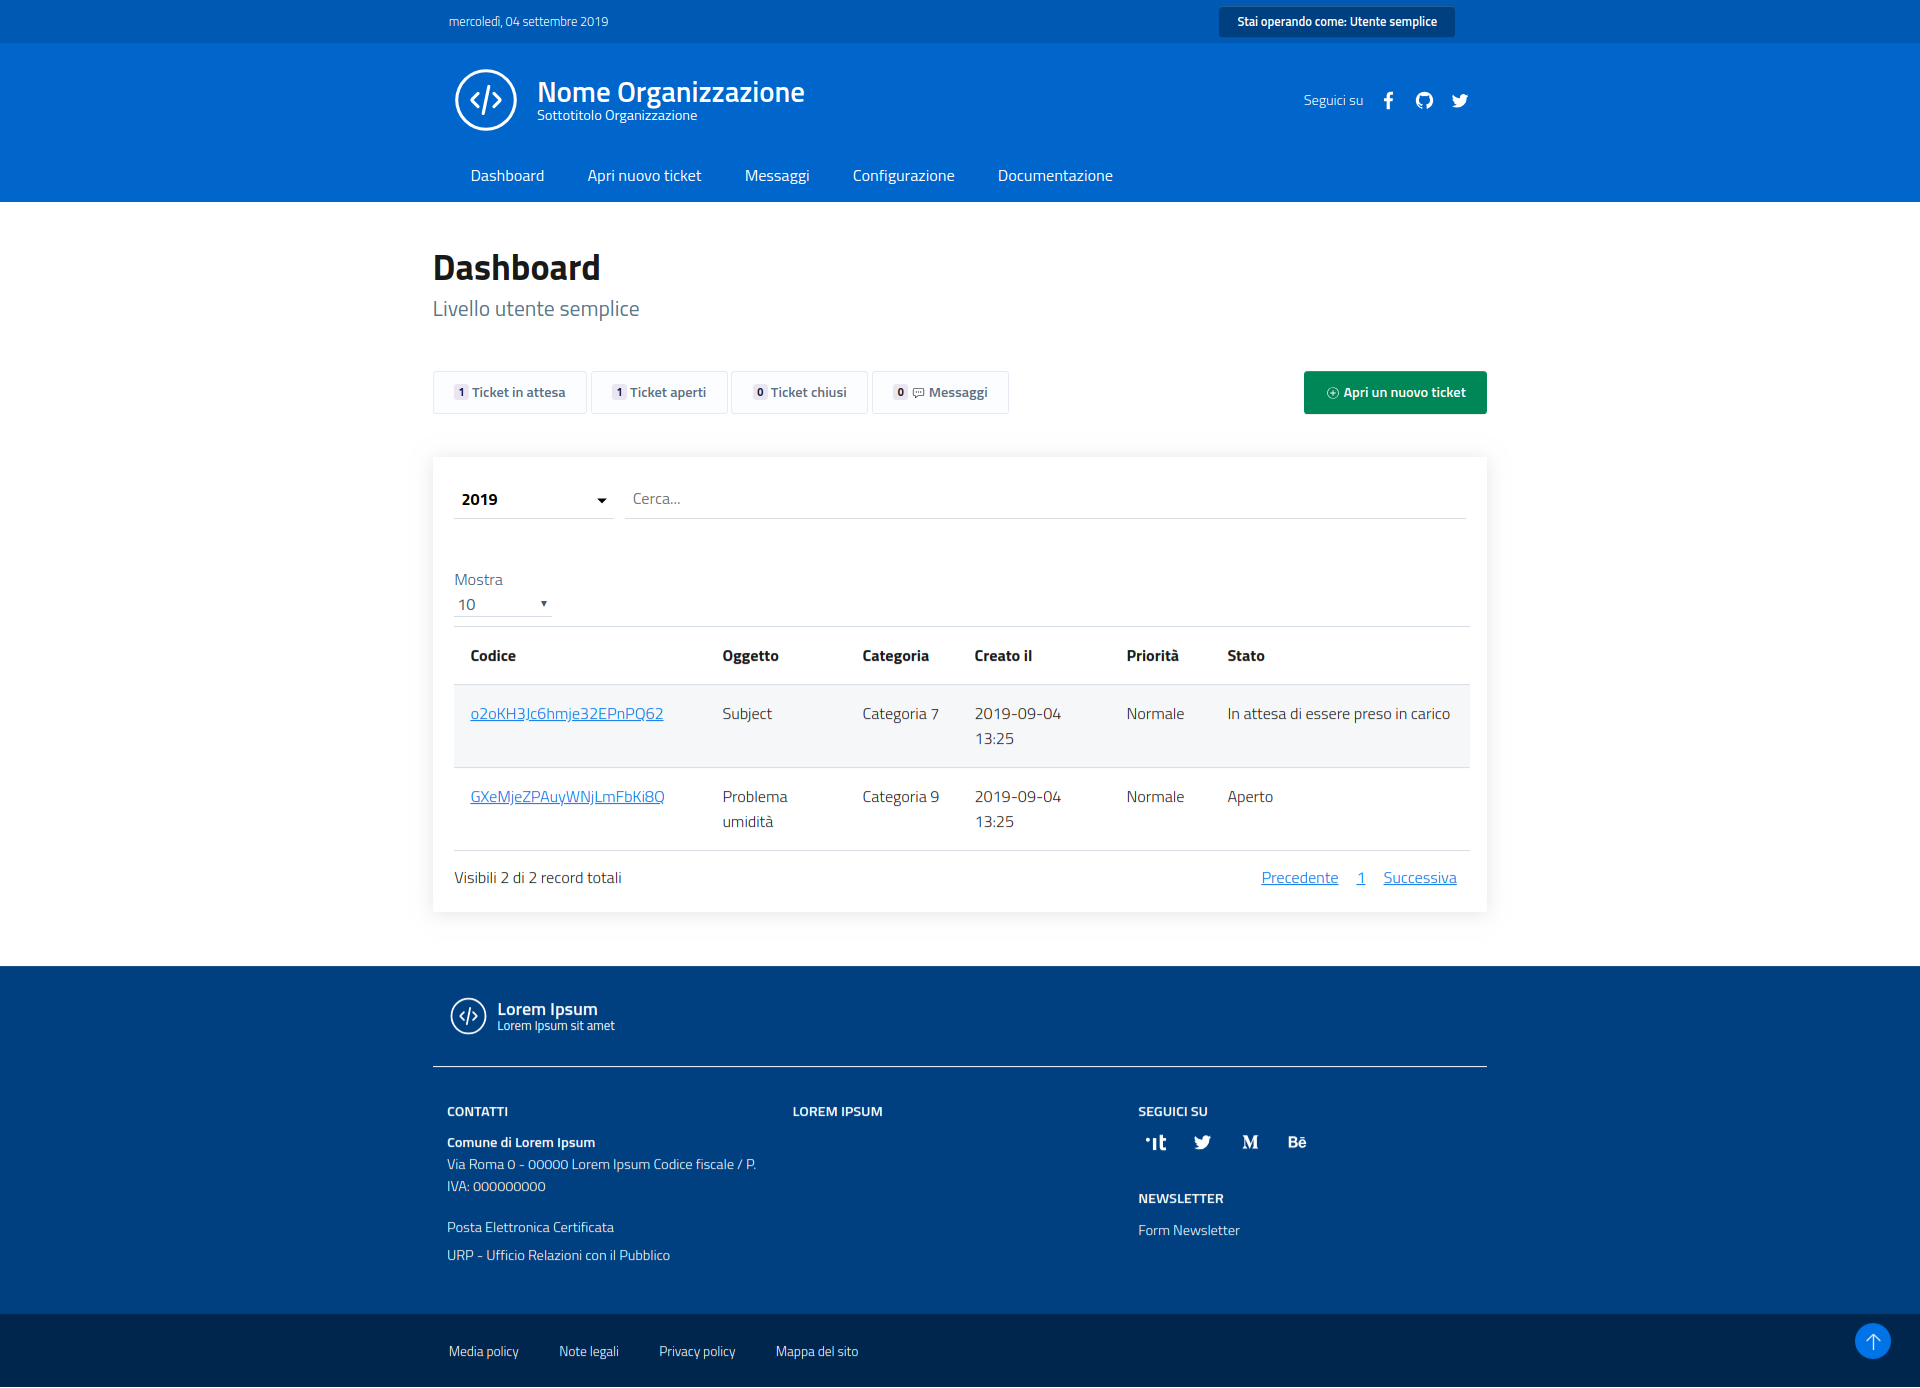 mercoledì, 04 settembre 2019
Stai operando come: Utente semplice
Nome Organizzazione
Sottotitolo Organizzazione
Seguici su
Dashboard Apri nuovo ticket Messaggi Configurazione Documentazione
Dashboard
Livello utente semplice
1 Ticket in attesa 1 Ticket aperti 0 Ticket chiusi 0 Messaggi Apri un nuovo ticket
2019 Cerca...
Mostra
10
Codice Oggetto Categoria Creato il Priorità Stato
o2oKH3Jc6hmje32EPnPQ62 Subject Categoria 7 2019-09-04 Normale In attesa di essere preso in carico
13:25
GXeMjeZPAuyWNjLmFbKi8Q Problema Categoria 9 2019-09-04 Normale Aperto
umidità 13:25
Visibili 2 di 2 record totali Precedente 1 Successiva
Lorem Ipsum
Lorem Ipsum sit amet
CONTATTI
Comune di Lorem Ipsum
Via Roma 0 - 00000 Lorem Ipsum Codice fiscale / P.
IVA: 000000000
Posta Elettronica Certificata
URP - Ufficio Relazioni con il Pubblico
LOREM IPSUM
SEGUICI SU
NEWSLETTER
Form Newsletter
Media policy Note legali Privacy policy Mappa del sito